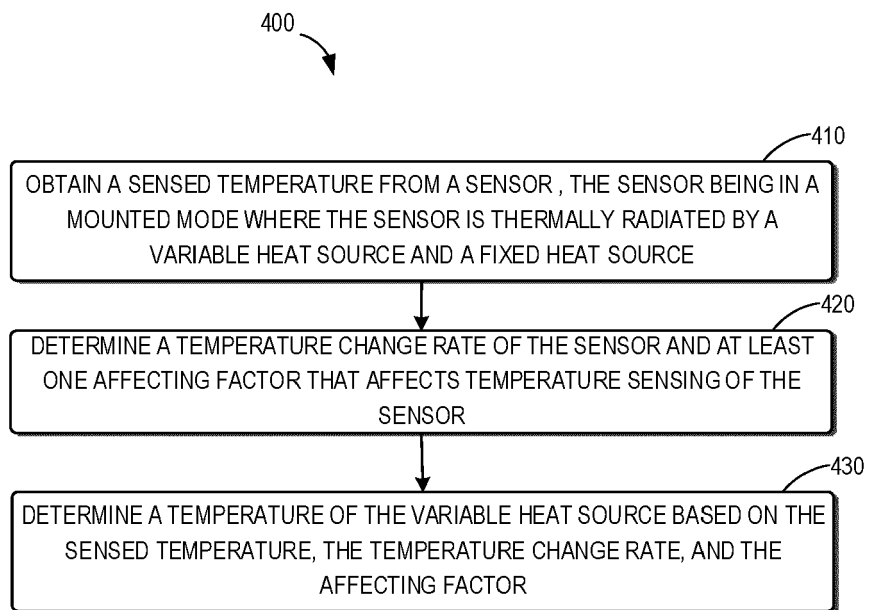 400
410
OBTAIN A SENSED TEMPERATURE FROM A SENSOR , THE SENSOR BEING IN A
MOUNTED MODE WHERE THE SENSOR IS THERMALLY RADIATED BY A
VARIABLE HEAT SOURCE AND A FIXED HEAT SOURCE
420
DETERMINE A TEMPERATURE CHANGE RATE OF THE SENSOR AND AT LEAST
ONE AFFECTING FACTOR THAT AFFECTS TEMPERATURE SENSING OF THE
SENSOR
430
DETERMINE A TEMPERATURE OF THE VARIABLE HEAT SOURCE BASED ON THE
SENSED TEMPERATURE, THE TEMPERATURE CHANGE RATE, AND THE
AFFECTING FACTOR